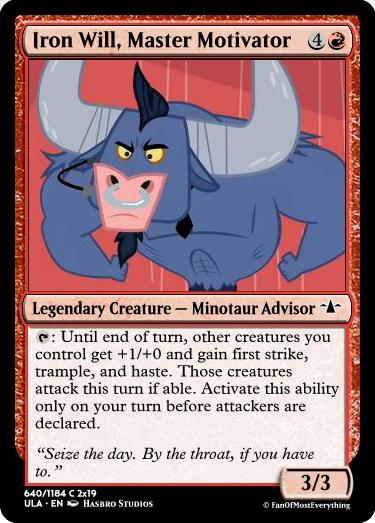 Iron Will, Master Motivator 4
Legendary Creature — Minotaur Advisor
: Until end of turn, other creatures you
control get +1/+0 and gain first strike,
trample, and haste. Those creatures
attack this turn if able. Activate this ability
only on your turn before attackers are
declared.
“Seize the day. By the throat, if you have
to.”
3/3
640/1184 C 2x19
ULA • EN Hasbro Studios
© FanOfMostEverything